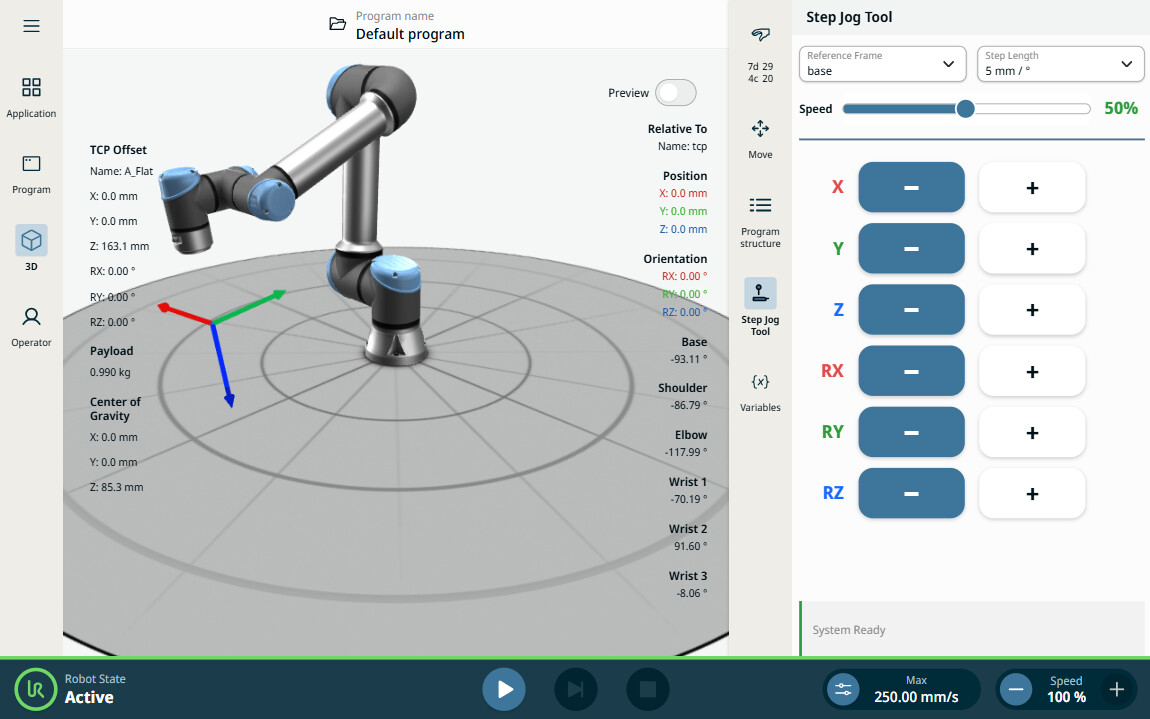 Application
Program
3D
Operator
Program name
Default program
TCP Offset
Name: A_Flat
X: 0.0 mm
Y: 0.0 mm
Z: 163.1 mm
RX: 0.00 °
RY: 0.00 °
RZ: 0.00 °
Payload
0.990 kg
Center of
Gravity
X: 0.0 mm
Y: 0.0 mm
Z: 85.3 mm
Preview
Relative To
Name: tcp
Position
X: 0.0 mm
Y: 0.0 mm
Z: 0.0 mm
Orientation
RX: 0.00 °
RY: 0.00 °
RZ: 0.00 °
Base
-93.11 °
Shoulder
-86.79 °
Elbow
-117.99 °
Wrist 1
-70.19 °
Wrist 2
91.60 °
Wrist 3
-8.06 °
7d 29
4c 20
Move
Program
structure
Step Jog
Tool
{x}
Variables
Step Jog Tool
Reference Frame
base
Step Length
5 mm / °
Speed
50%
X − +
Y − +
Z − +
RX − +
RY − +
RZ − +
System Ready
UR
Robot State
Active
Max
250.00 mm/s
Speed
100 %